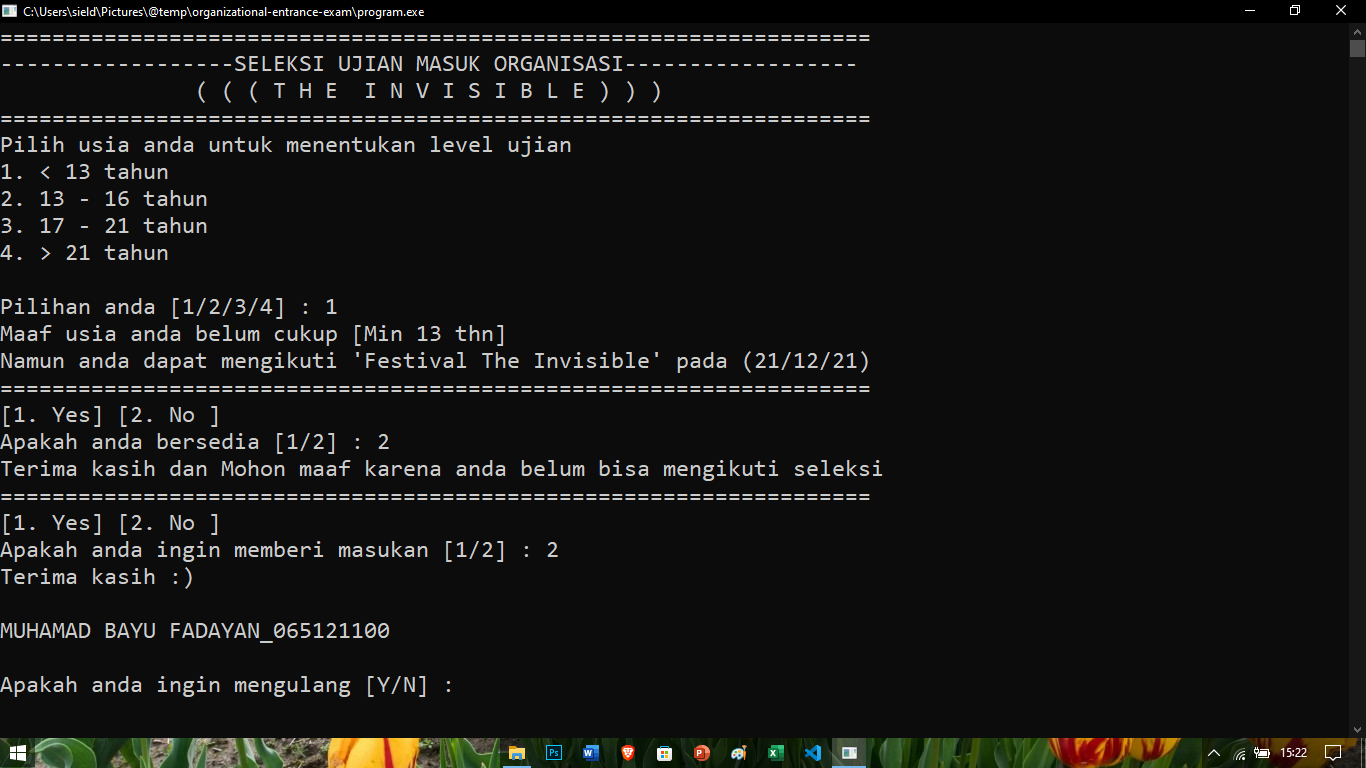 C:\Users\sield\Pictures\@temp\organizational-entrance-exam\program.exe
===================================================================
------------------SELEKSI UJIAN MASUK ORGANISASI------------------
( ( ( T H E  I N V I S I B L E ) ) )
===================================================================
Pilih usia anda untuk menentukan level ujian
1. < 13 tahun
2. 13 - 16 tahun
3. 17 - 21 tahun
4. > 21 tahun
Pilihan anda [1/2/3/4] : 1
Maaf usia anda belum cukup [Min 13 thn]
Namun anda dapat mengikuti 'Festival The Invisible' pada (21/12/21)
===================================================================
[1. Yes] [2. No ]
Apakah anda bersedia [1/2] : 2
Terima kasih dan Mohon maaf karena anda belum bisa mengikuti seleksi
===================================================================
[1. Yes] [2. No ]
Apakah anda ingin memberi masukan [1/2] : 2
Terima kasih :)
MUHAMAD BAYU FADAYAN_065121100
Apakah anda ingin mengulang [Y/N] :
15:22